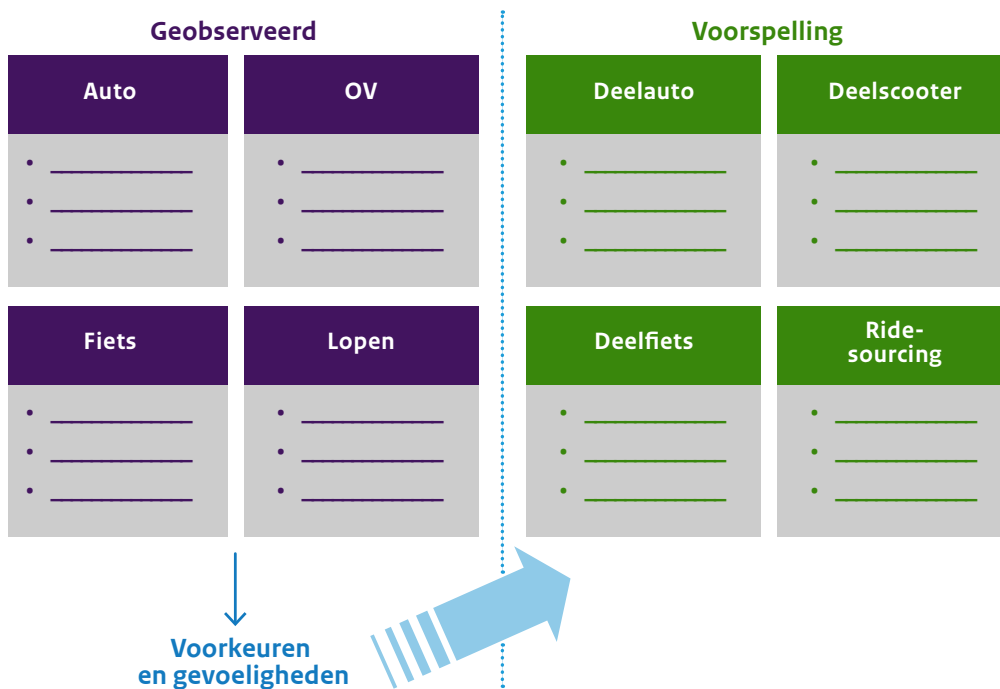 Geobserveerd
Voorspelling
Auto
OV
Deelauto
Deelscooter
Fiets
Lopen
Deelfiets
Ride-
sourcing
Voorkeuren
en gevoeligheden